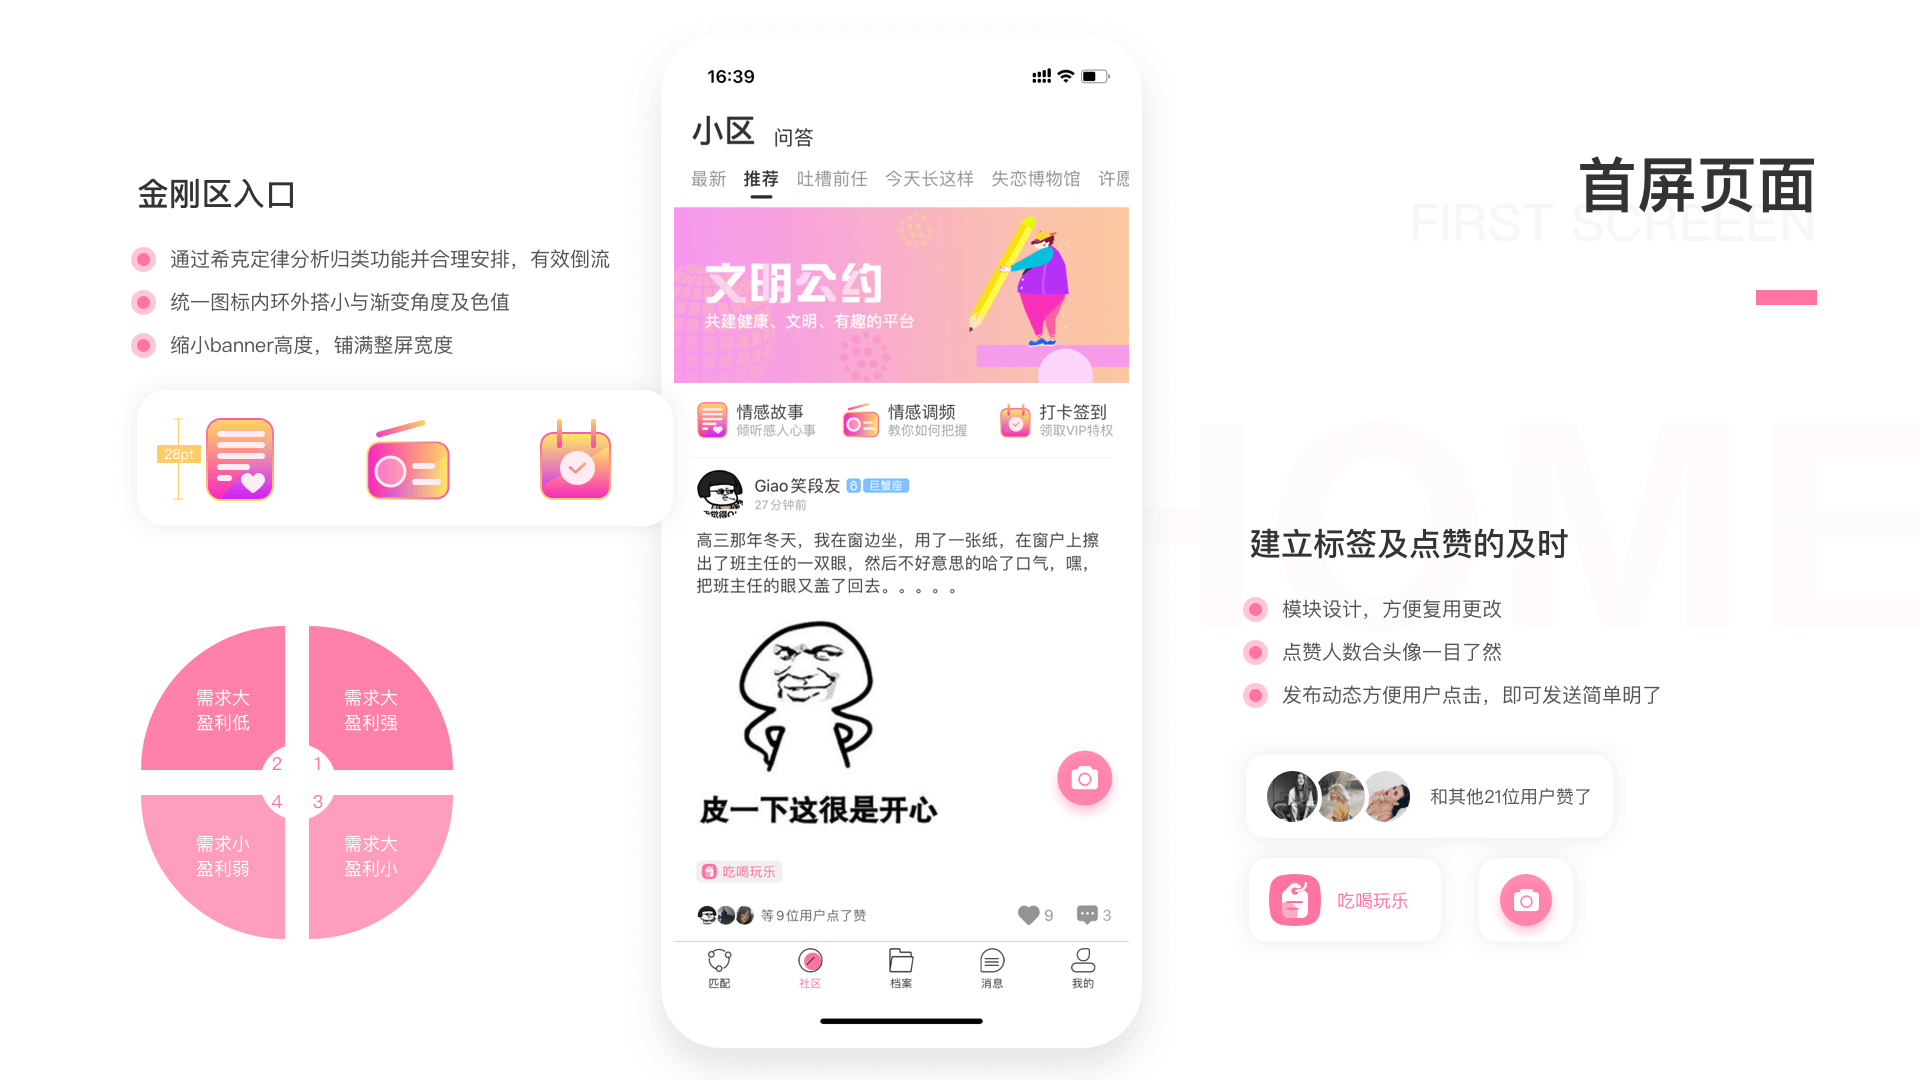 金刚区入口
通过希克定律分析归类功能并合理安排，有效倒流
统一图标内环外搭小与渐变角度及色值
缩小banner高度，铺满整屏宽度
28pt
需求大
盈利低
需求大
盈利强
2
1
4
3
需求小
盈利弱
需求大
盈利小
16:39
小区 问答
最新 推荐 吐槽前任 今天长这样 失恋博物馆 许愿
文明公约
共建健康、文明、有趣的平台
情感故事
倾听感人心事
情感调频
教你如何把握
打卡签到
领取VIP特权
Giao笑段友 巨蟹座
27分钟前
高三那年冬天，我在窗边坐，用了一张纸，在窗户上擦
出了班主任的一双眼，然后不好意思的哈了口气，嘿，
把班主任的眼又盖了回去。。。。。
皮一下这很是开心
吃喝玩乐
等9位用户点了赞 9 3
匹配 社区 档案 消息 我的
首屏页面
FIRST SCREEEN
HOME
建立标签及点赞的及时
模块设计，方便复用更改
点赞人数合头像一目了然
发布动态方便用户点击，即可发送简单明了
和其他21位用户赞了
吃喝玩乐